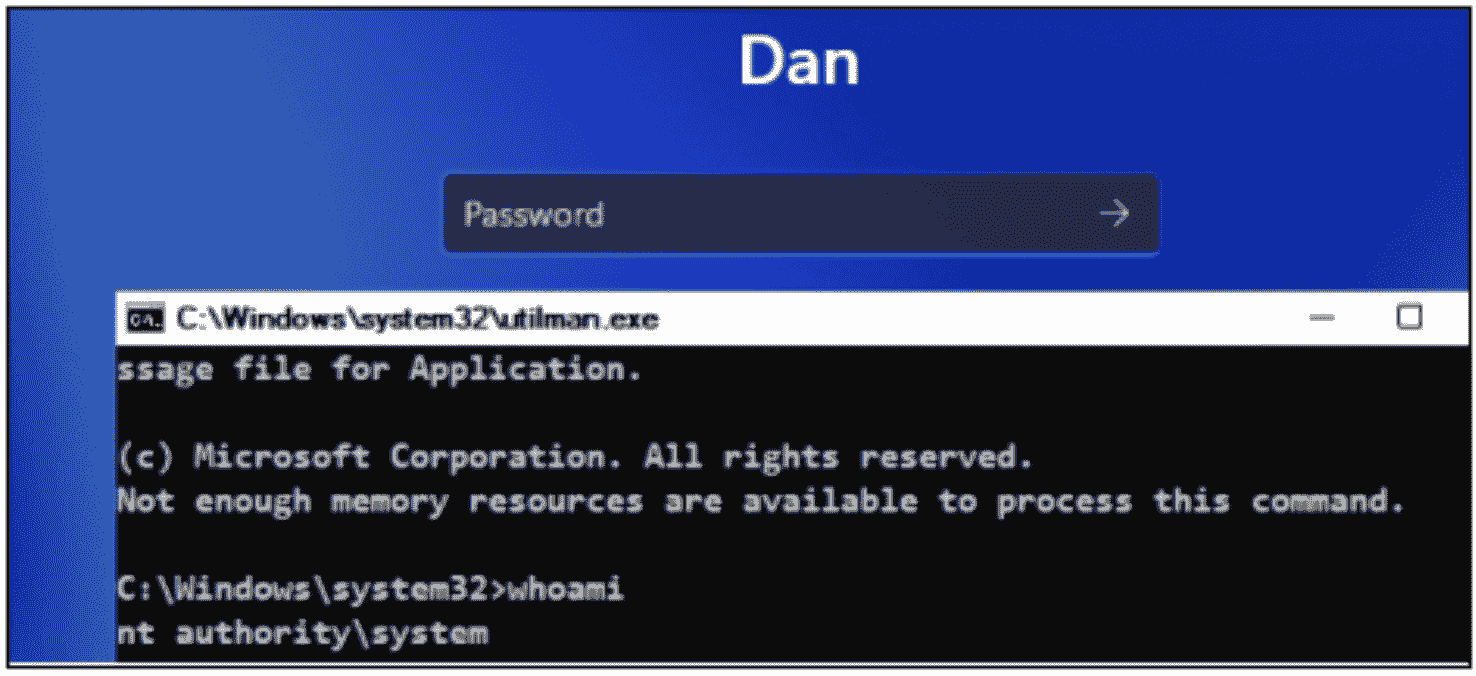 Dan
Password
C:\Windows\system32\utilman.exe
ssage file for Application.
(c) Microsoft Corporation. All rights reserved.
Not enough memory resources are available to process this command.
C:\Windows\system32>whoami
nt authority\system